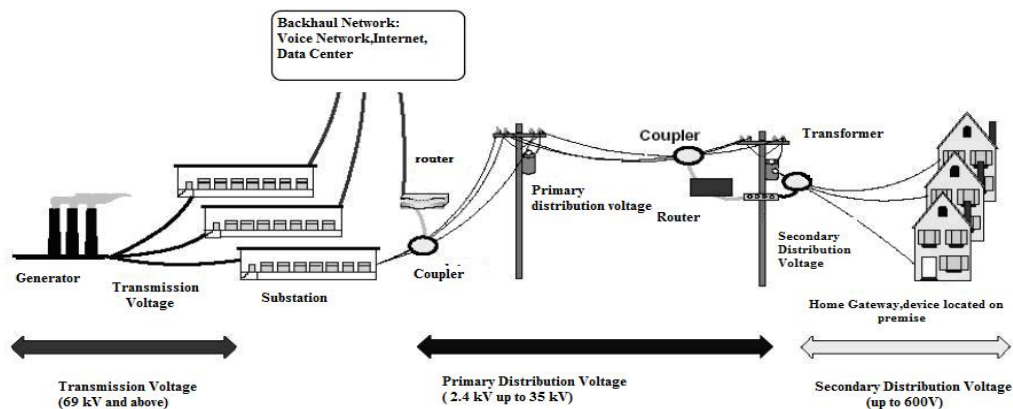 Backhaul Network:
Voice Network,Internet,
Data Center
router
Coupler
Transformer
Primary
distribution voltage
Router
Secondary
Distribution
Voltage
Generator
Transmission
Voltage
Substation
Coupler
Home Gateway,device located on
premise
Transmission Voltage
(69 kV and above)
Primary Distribution Voltage
( 2.4 kV up to 35 kV)
Secondary Distribution Voltage
(up to 600V)